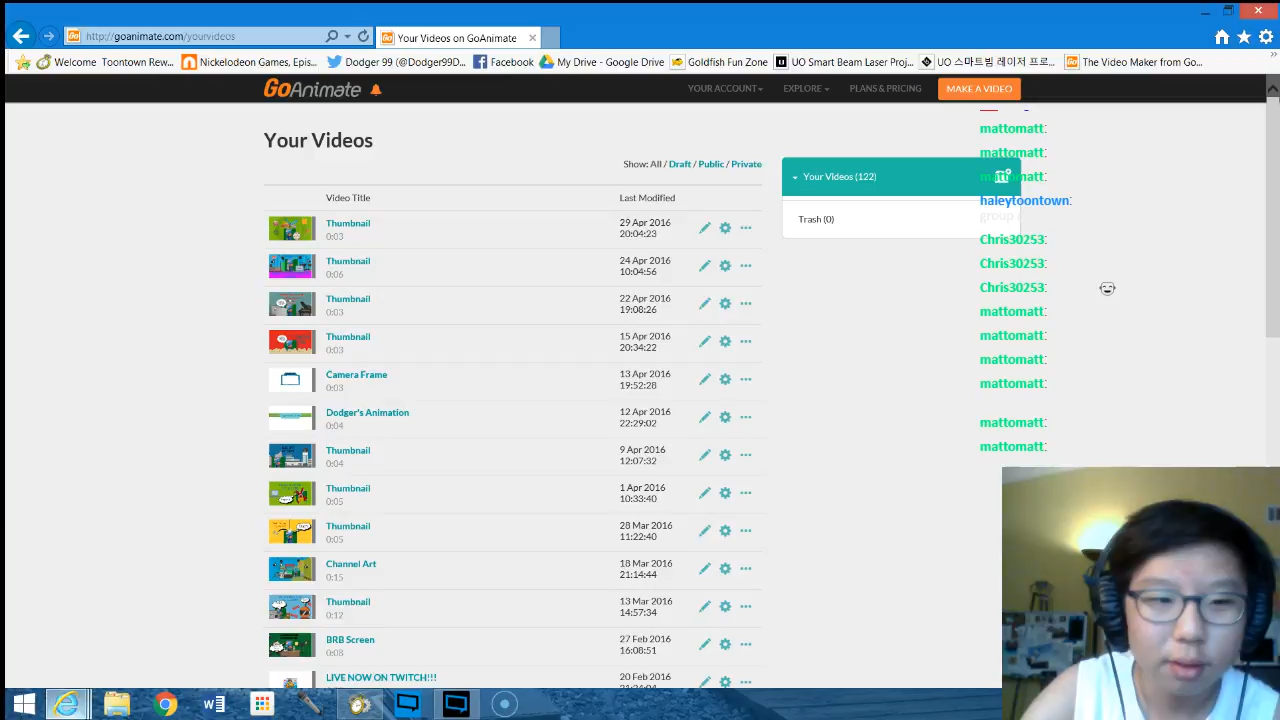 http://goanimate.com/yourvideos
Your Videos on GoAnimate
Welcome Toontown Rew...
Nickelodeon Games, Epis...
Dodger 99 (@Dodger99D...
Facebook
My Drive - Google Drive
Goldfish Fun Zone
UO Smart Beam Laser Proj...
UO 스마트빔 레이저 프로...
The Video Maker from Go...
GoAnimate
YOUR ACCOUNT
EXPLORE
PLANS & PRICING
MAKE A VIDEO
Your Videos
Show: All / Draft / Public / Private
Video Title
Last Modified
Thumbnail
0:03
29 Apr 2016
20:04:23
Thumbnail
0:06
24 Apr 2016
10:04:56
Thumbnail
0:03
22 Apr 2016
19:08:26
Thumbnail
0:03
15 Apr 2016
20:34:22
Camera Frame
0:03
13 Apr 2016
19:52:28
Dodger's Animation
0:04
12 Apr 2016
22:29:02
Thumbnail
0:04
9 Apr 2016
12:07:32
Thumbnail
0:05
1 Apr 2016
10:33:40
Thumbnail
0:05
28 Mar 2016
11:22:40
Channel Art
0:15
18 Mar 2016
21:14:44
Thumbnail
0:12
13 Mar 2016
14:57:34
BRB Screen
0:08
27 Feb 2016
16:08:51
LIVE NOW ON TWITCH!!!
20 Feb 2016
Your Videos (122)
Trash (0)
mattomatt:
mattomatt:
mattomatt:
haleytoontown:
group
Chris30253:
Chris30253:
Chris30253:
mattomatt:
mattomatt:
mattomatt:
mattomatt:
mattomatt:
mattomatt: